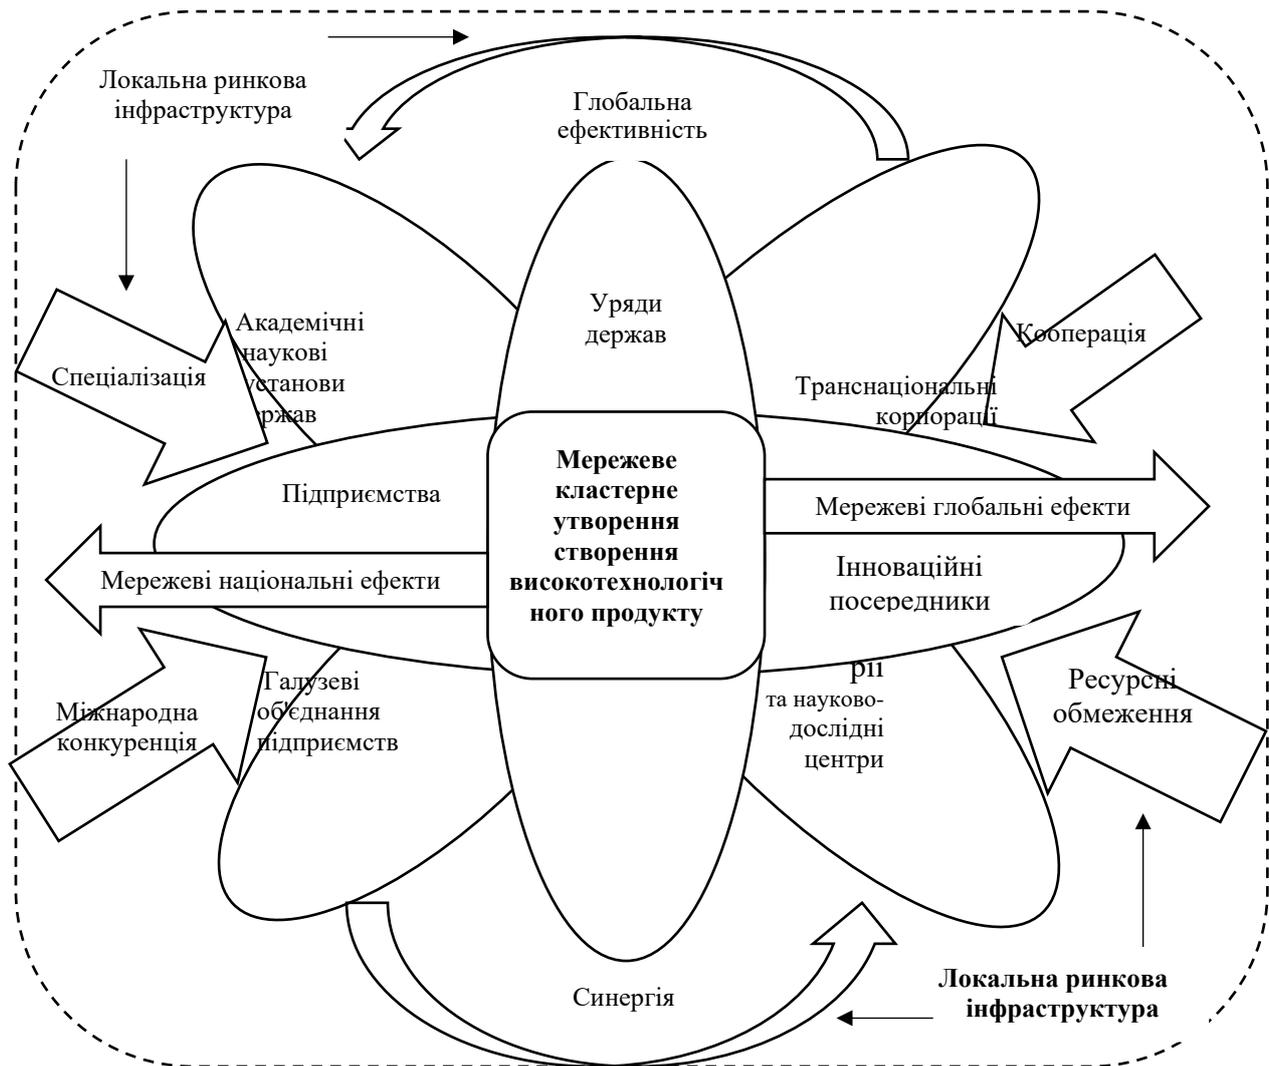 Локальна ринкова
інфраструктура
Глобальна
ефективність
Уряди
держав
Академічні
наукові
установи
ержав
Спеціалізація
Кооперація
Транснаціональні
корпорації
Підприємства
Мережеве
кластерне
утворення
створення
високотехнологіч
ного продукту
Мережеві глобальні ефекти
Мережеві національні ефекти
Інноваційні
посередники
Галузеві
об'єднання
підприємств
Міжнародна
конкуренція
рії
та науково-
дослідні
центри
Ресурсні
обмеження
Синергія
Локальна ринкова
інфраструктура